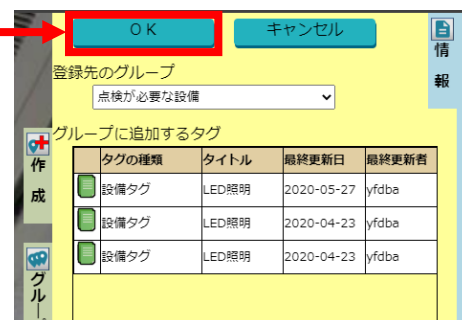 ＯＫ
キャンセル
情報
登録先のグループ
点検が必要な設備
グループに追加するタグ
作成
タグの種類 タイトル 最終更新日 最終更新者
設備タグ LED照明 2020-05-27 yfdba
設備タグ LED照明 2020-04-23 yfdba
設備タグ LED照明 2020-04-23 yfdba
グルー